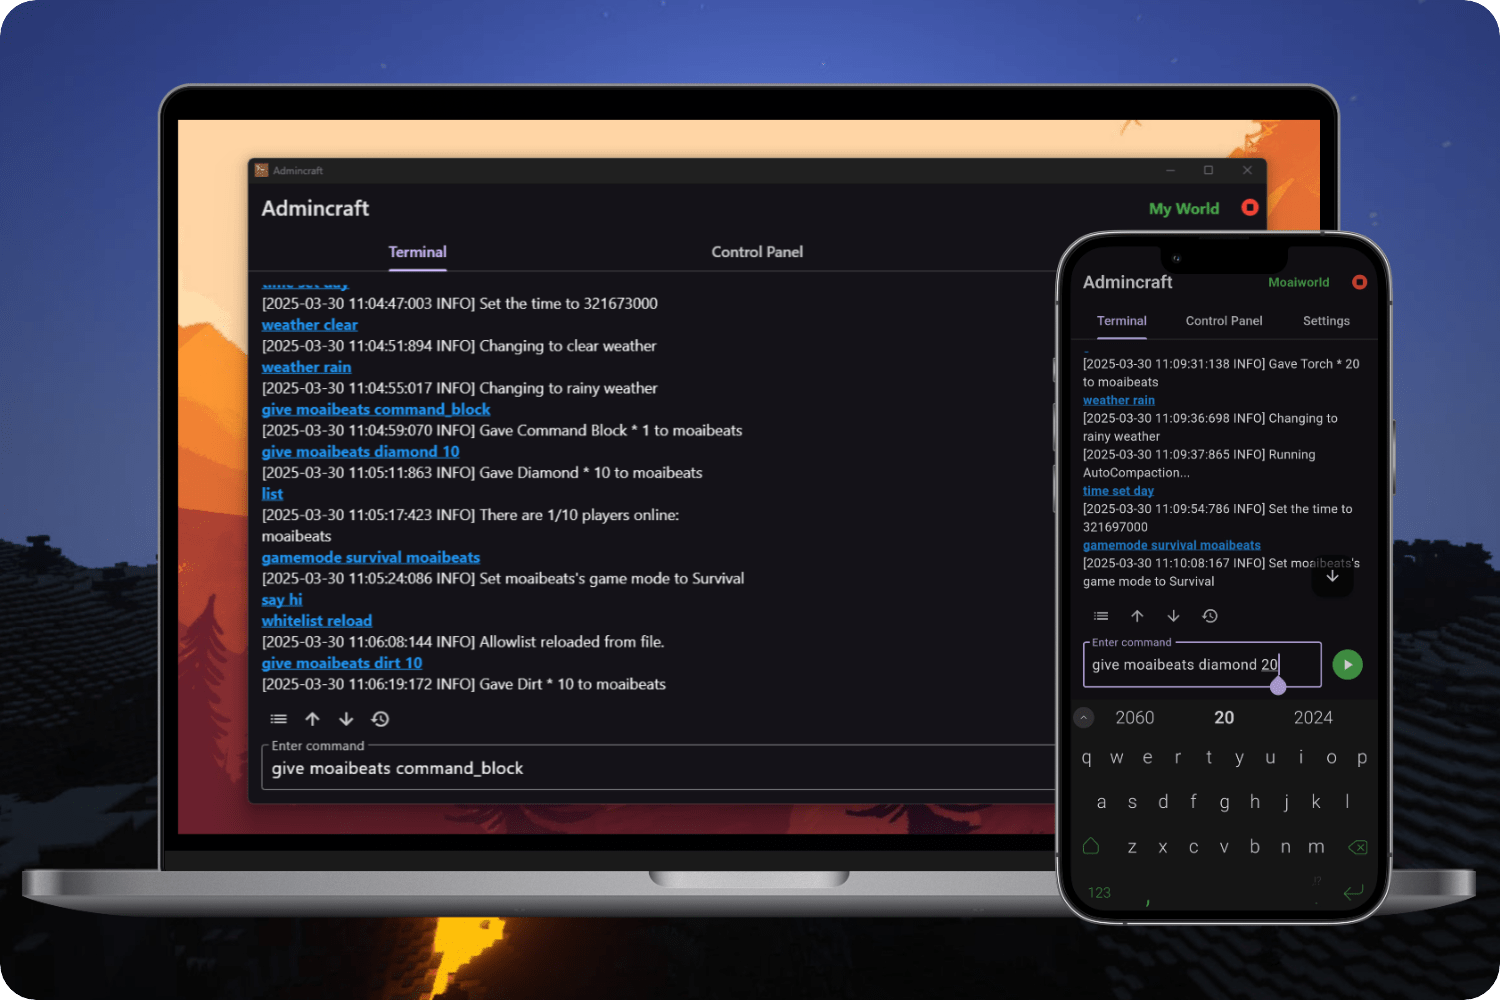 Admincraft
Admincraft
My World
Terminal
Control Panel
time set day
[2025-03-30 11:04:47:003 INFO] Set the time to 321673000
weather clear
[2025-03-30 11:04:51:894 INFO] Changing to clear weather
weather rain
[2025-03-30 11:04:55:017 INFO] Changing to rainy weather
give moaibeats command_block
[2025-03-30 11:04:59:070 INFO] Gave Command Block * 1 to moaibeats
give moaibeats diamond 10
[2025-03-30 11:05:11:863 INFO] Gave Diamond * 10 to moaibeats
list
[2025-03-30 11:05:17:423 INFO] There are 1/10 players online:
moaibeats
gamemode survival moaibeats
[2025-03-30 11:05:24:086 INFO] Set moaibeats's game mode to Survival
say hi
whitelist reload
[2025-03-30 11:06:08:144 INFO] Allowlist reloaded from file.
give moaibeats dirt 10
[2025-03-30 11:06:19:172 INFO] Gave Dirt * 10 to moaibeats
Enter command
give moaibeats command_block
Admincraft
Moaiworld
Terminal
Control Panel
Settings
[2025-03-30 11:09:31:138 INFO] Gave Torch * 20
to moaibeats
weather rain
[2025-03-30 11:09:36:698 INFO] Changing to
rainy weather
[2025-03-30 11:09:37:865 INFO] Running
AutoCompaction...
time set day
[2025-03-30 11:09:54:786 INFO] Set the time to
321697000
gamemode survival moaibeats
[2025-03-30 11:10:08:167 INFO] Set moaibeats's
game mode to Survival
Enter command
give moaibeats diamond 20
2060 20 2024
q w e r t y u i o p
a s d f g h j k l
z x c v b n m
!?
123 , .